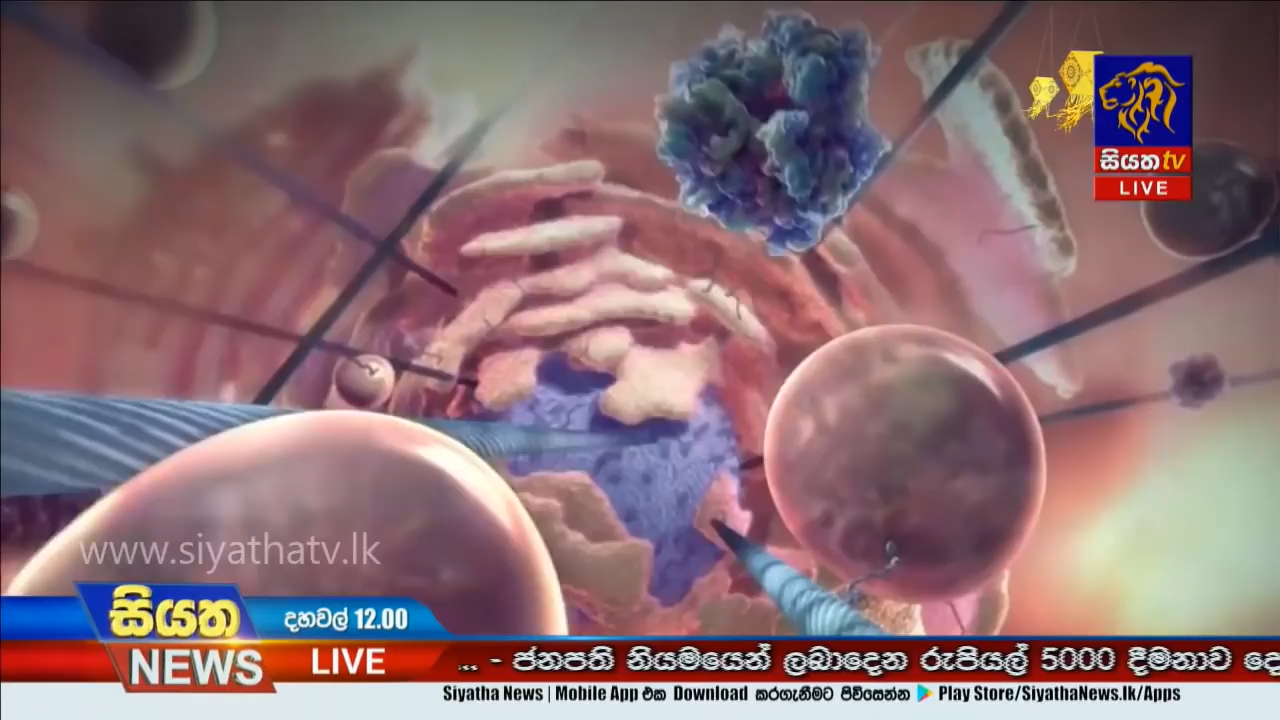 සියත tv
LIVE
www.siyathatv.lk
සියත
NEWS
දහවල් 12.00
LIVE
... - ජනපති නියමයෙන් ලබාදෙන රුපියල් 5000 දීමනාව
Siyatha News | Mobile App එක Download කරගැනීමට පිවිසෙන්න Play Store/SiyathaNews.lk/Apps